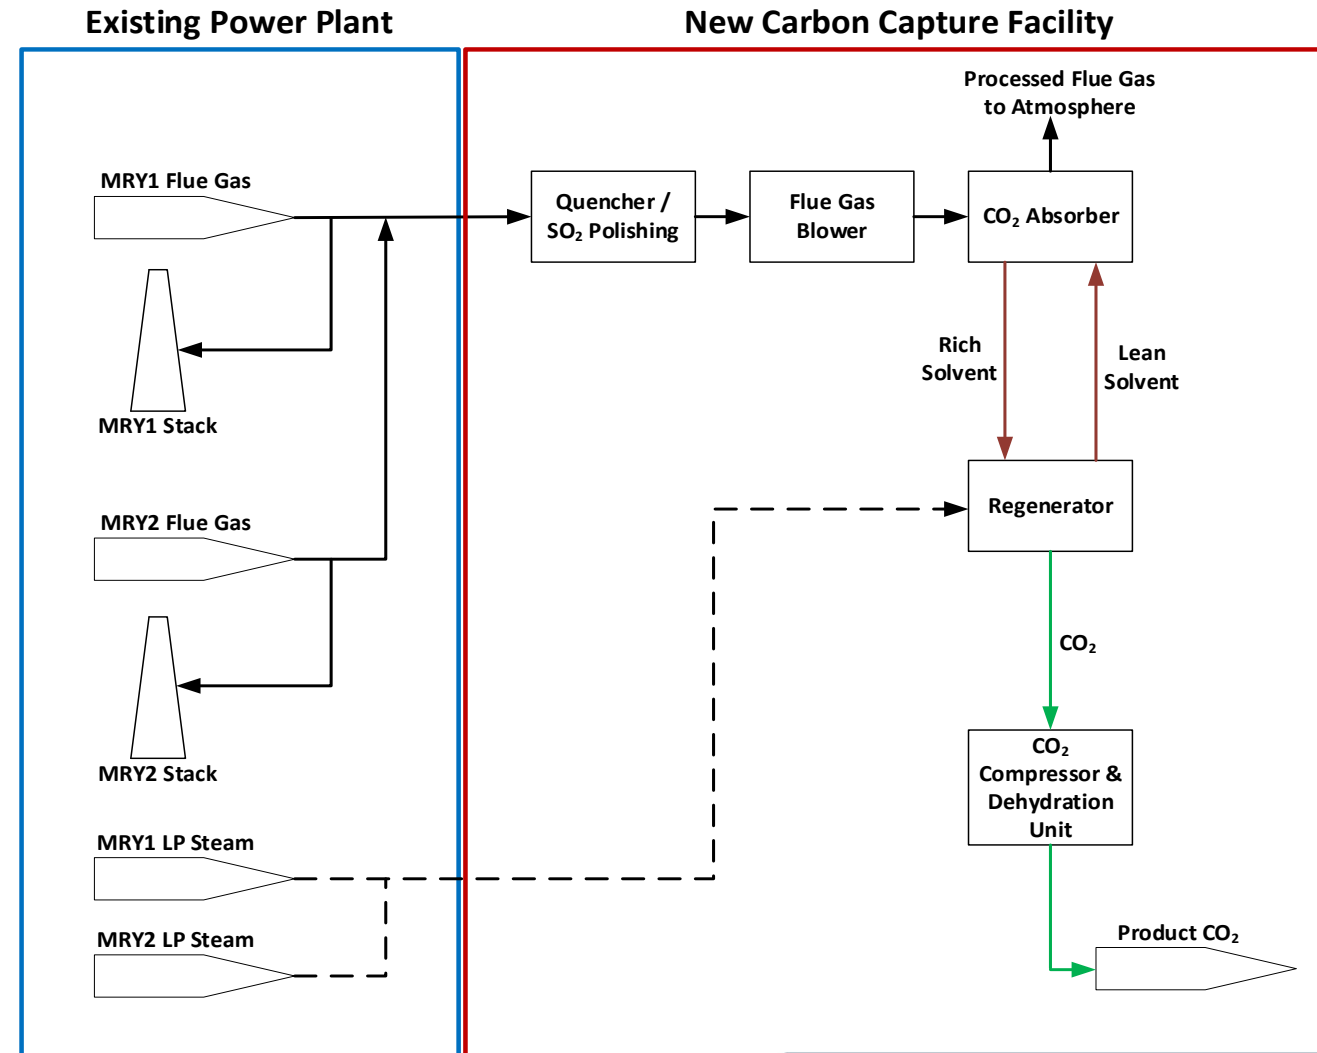 Existing Power Plant
New Carbon Capture Facility
Processed Flue Gas
to Atmosphere
MRY1 Flue Gas
Quencher /
SO₂ Polishing
Flue Gas
Blower
CO₂ Absorber
Rich
Solvent
Lean
Solvent
MRY1 Stack
MRY2 Flue Gas
Regenerator
CO₂
MRY2 Stack
CO₂
Compressor &
Dehydration
Unit
MRY1 LP Steam
MRY2 LP Steam
Product CO₂